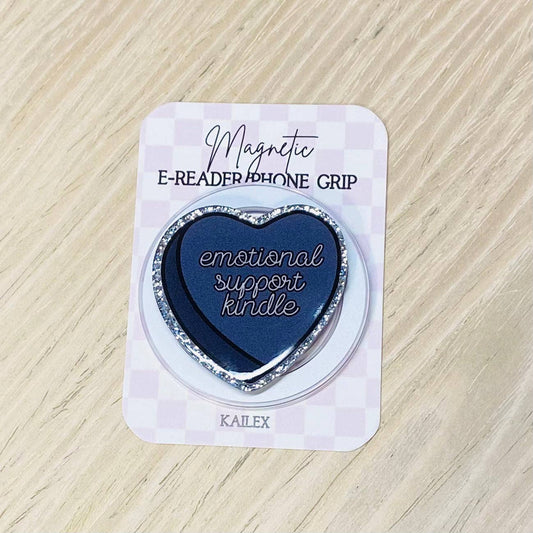 Magnetic
E-READER/PHONE GRIP
emotional
support
kindle
KAILEX